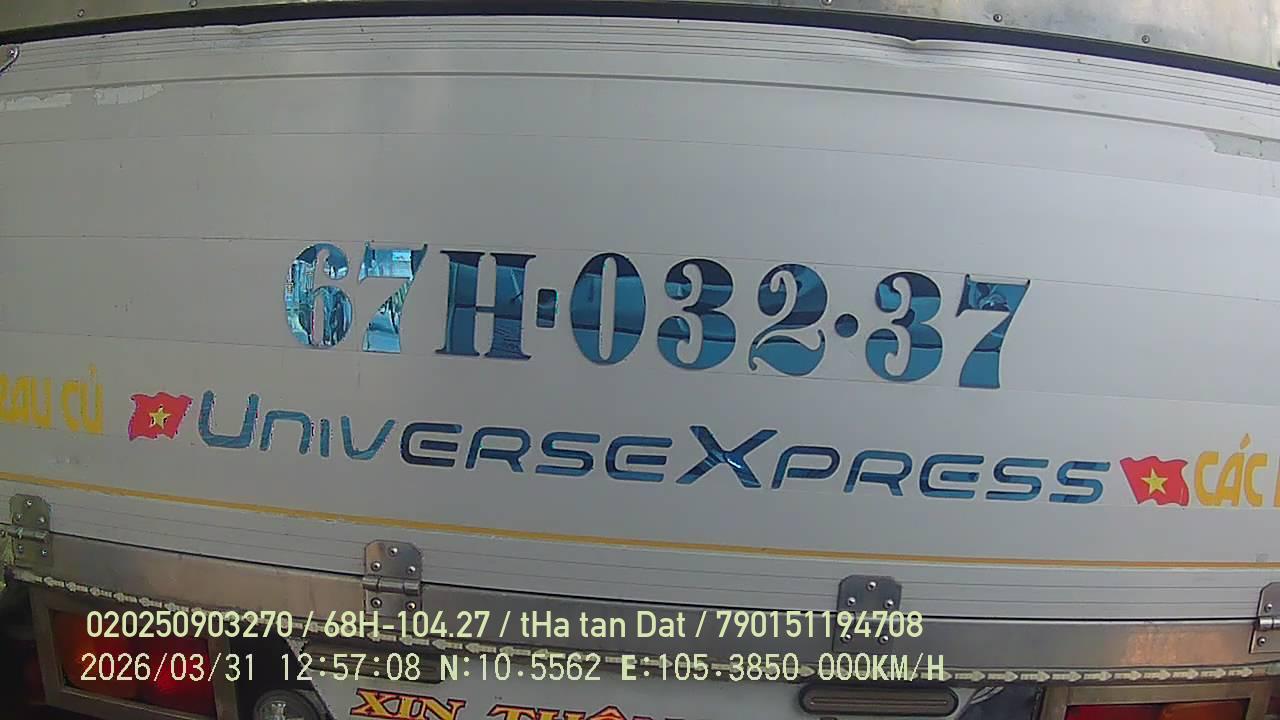 67H-032.37
RAU CỦ UNIVERSEXPRESS CÁC
020250903270 / 68H-104.27 / tHa tan Dat / 790151194708
2026/03/31 12:57:08 N:10.5562 E:105.3850 000KM/H
XIN